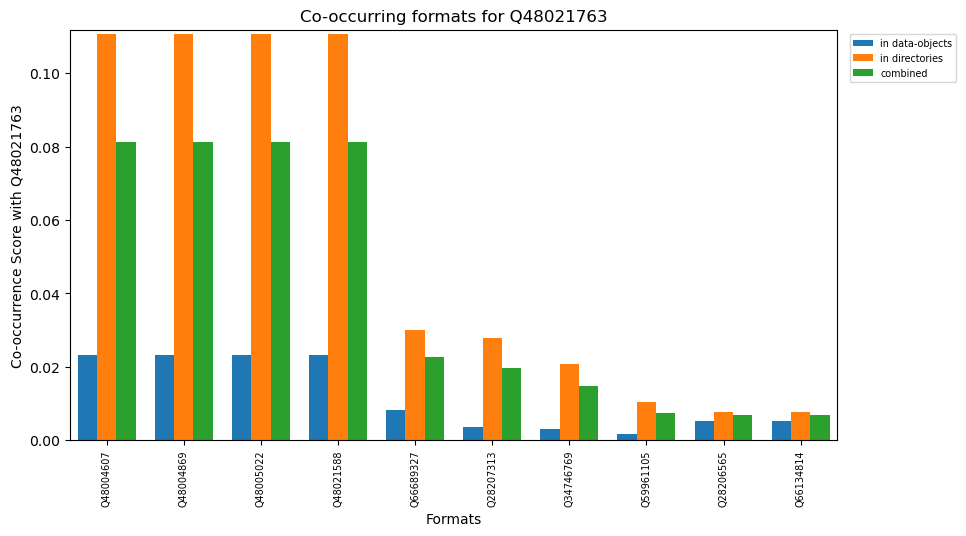 Co-occurring formats for Q48021763
in data-objects
in directories
combined
Co-occurrence Score with Q48021763
0.10
0.08
0.06
0.04
0.02
0.00
Q48004607
Q48004869
Q48005022
Q48021588
Q66689327
Q28207313
Q34746769
Q59961105
Q28206565
Q66134814
Formats